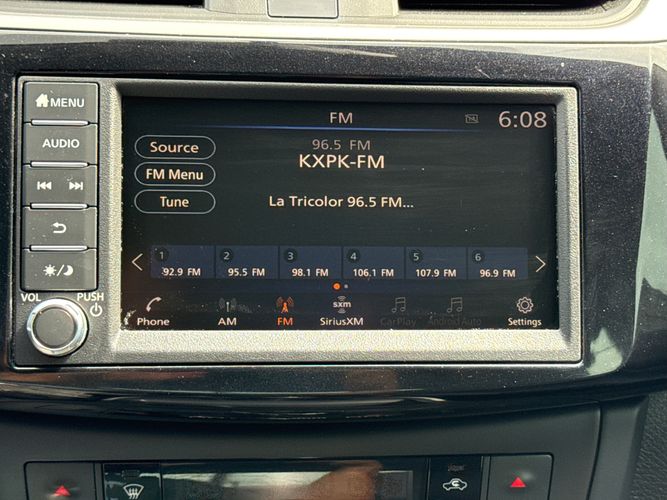 MENU
AUDIO
VOL
PUSH
FM
6:08
96.5 FM
KXPK-FM
Source
FM Menu
Tune
La Tricolor 96.5 FM...
1 2 3 4 5 6
92.9 FM 95.5 FM 98.1 FM 106.1 FM 107.9 FM 96.9 FM
sxm
Phone AM FM SiriusXM CarPlay Android Auto Settings